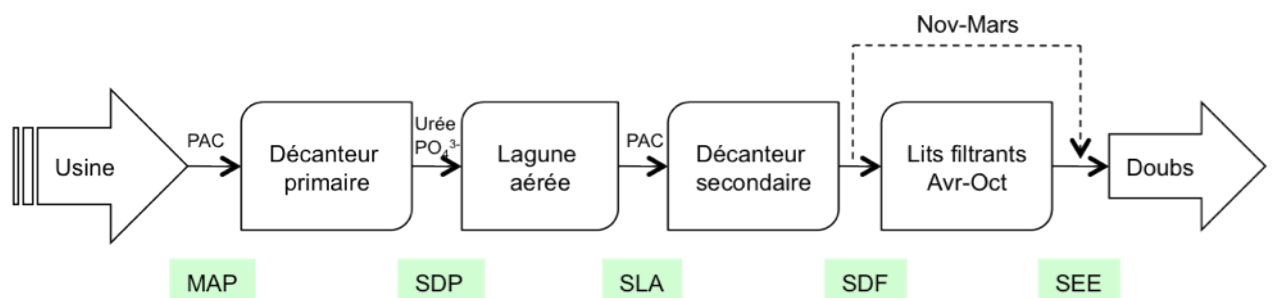 Nov-Mars
Usine
PAC
Décanteur
primaire
Urée
PO₄³⁻
Lagune
aérée
PAC
Décanteur
secondaire
Lits filtrants
Avr-Oct
Doubs
MAP
SDP
SLA
SDF
SEE